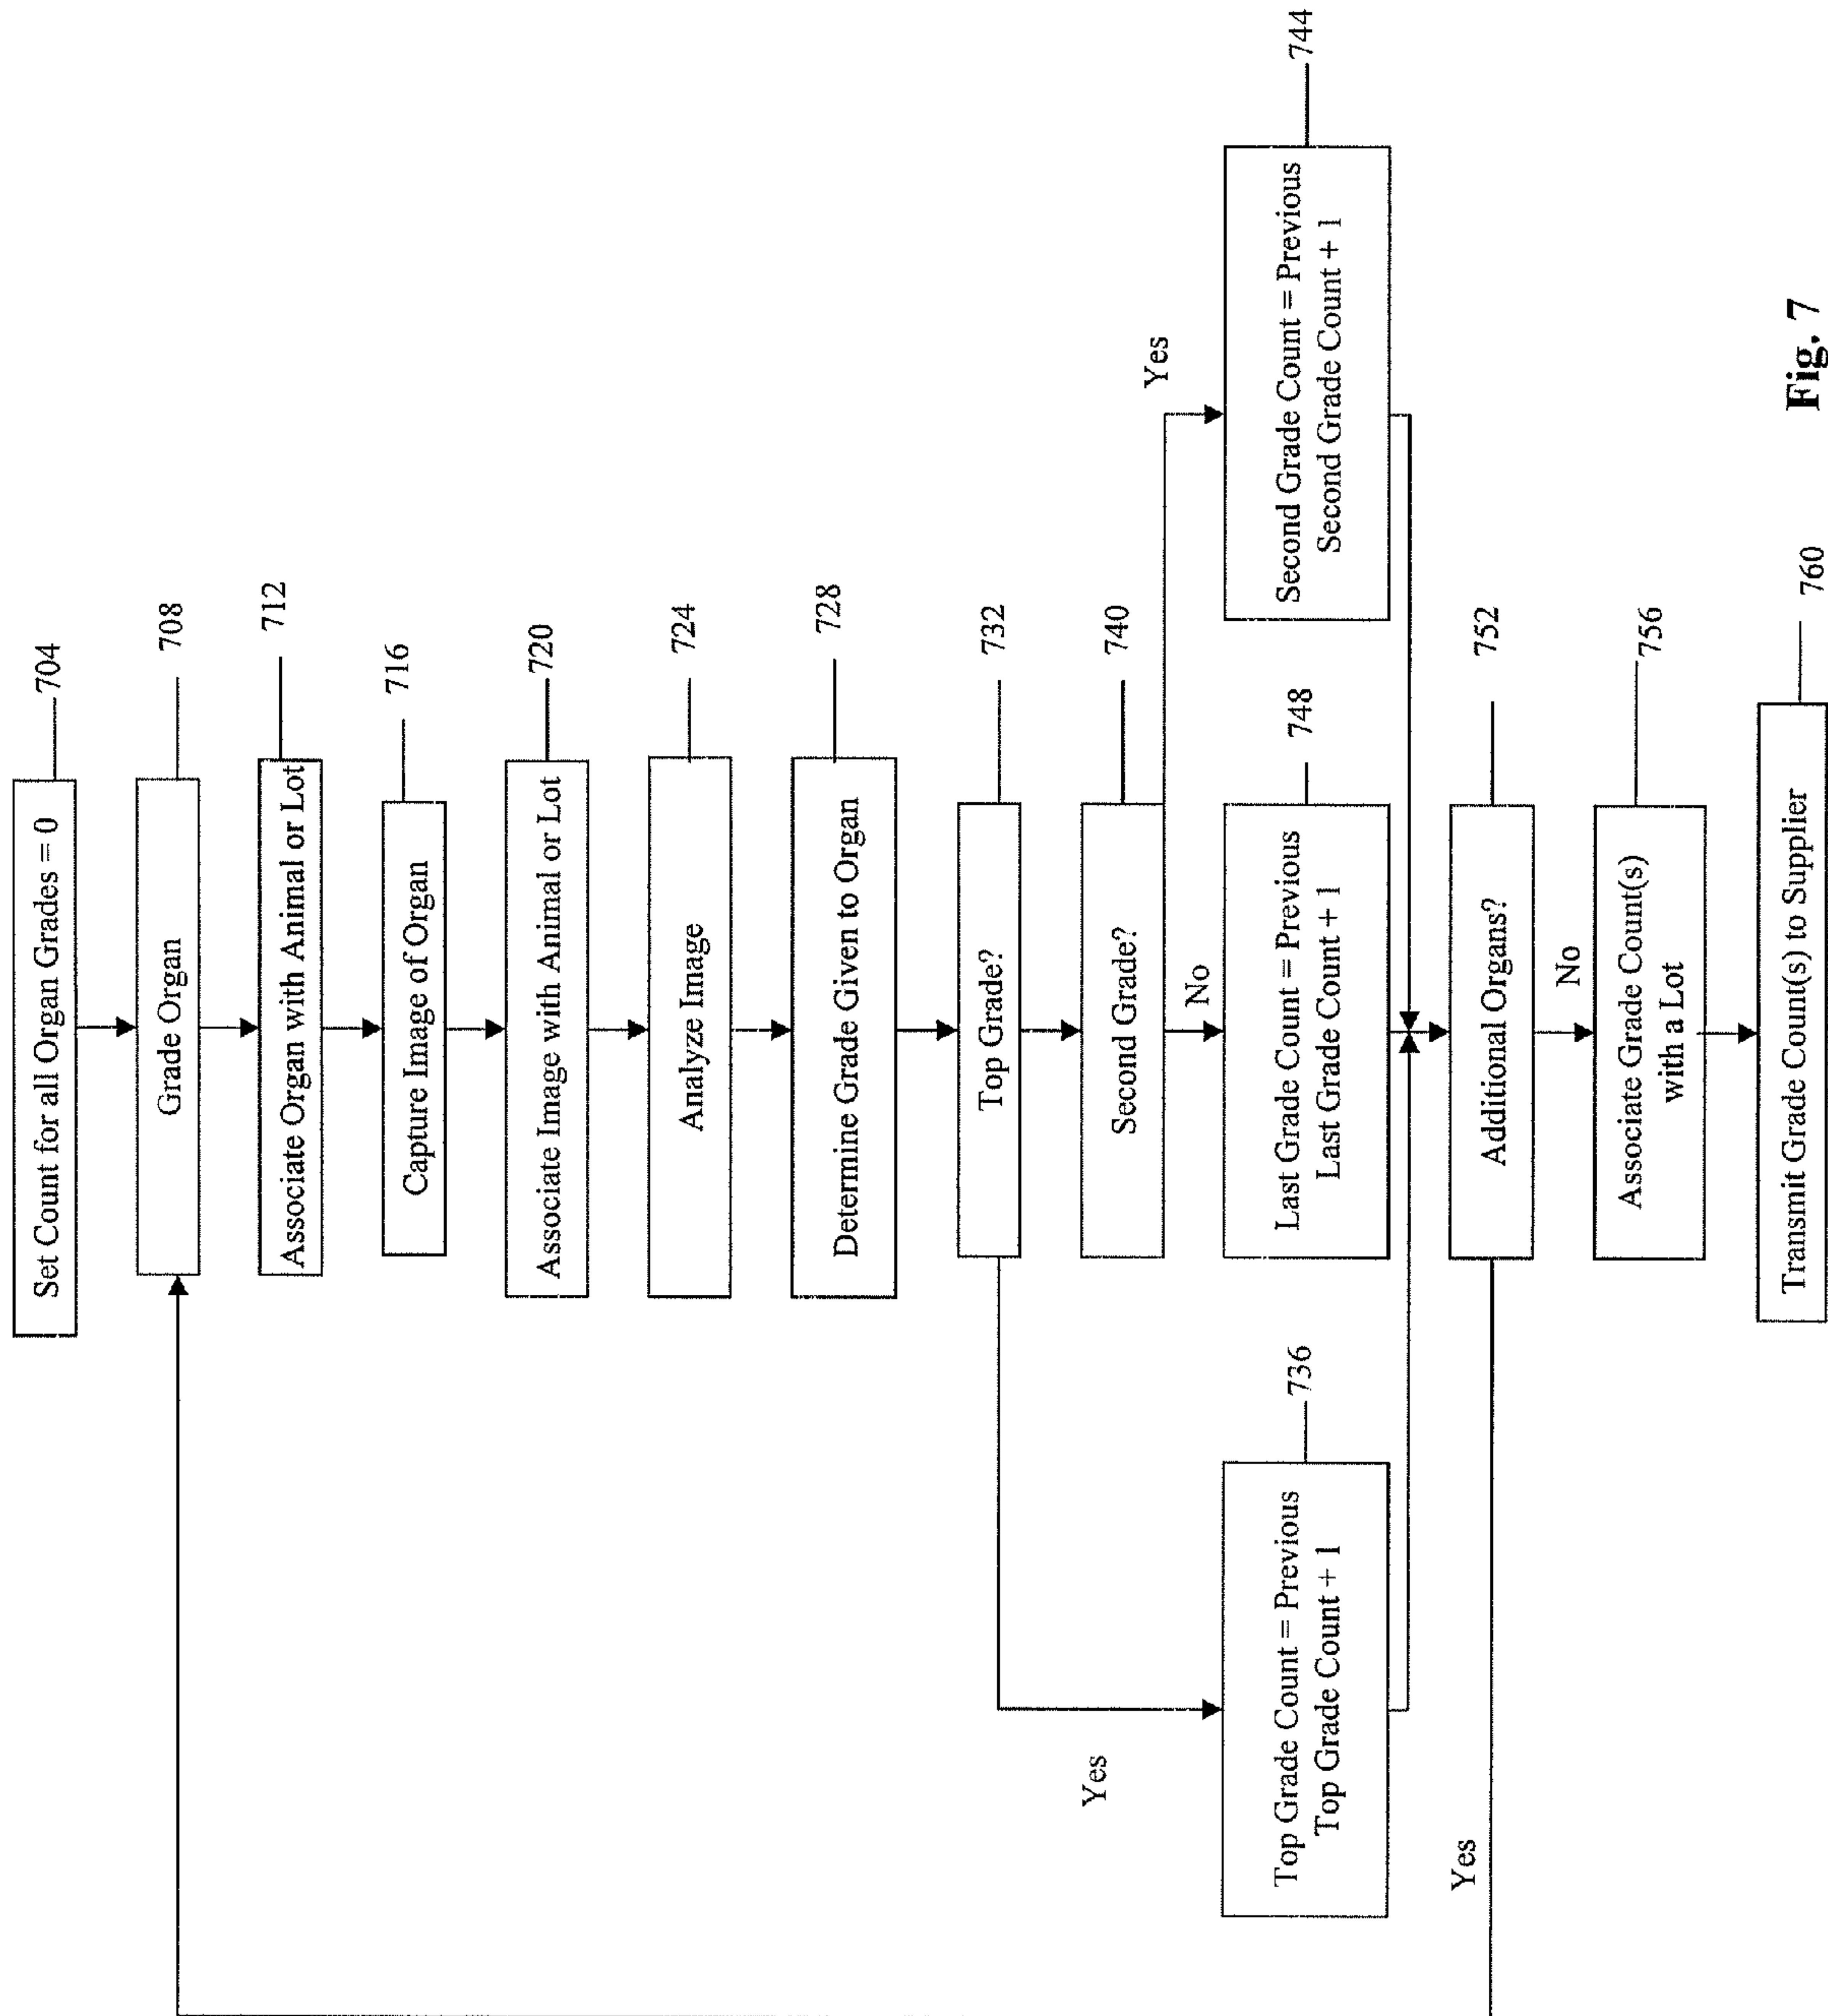 Set Count for all Organ Grades = 0
704
Grade Organ
708
Associate Organ with Animal or Lot
712
Capture Image of Organ
716
Associate Image with Animal or Lot
720
Analyze Image
724
Determine Grade Given to Organ
728
Top Grade?
732
Yes
Second Grade?
740
Yes
No
Top Grade Count = Previous
Top Grade Count + 1
736
Last Grade Count = Previous
Last Grade Count + 1
748
Second Grade Count = Previous
Second Grade Count + 1
744
Additional Organs?
752
Yes
No
Associate Grade Count(s)
with a Lot
756
Transmit Grade Count(s) to Supplier
760
Fig. 7